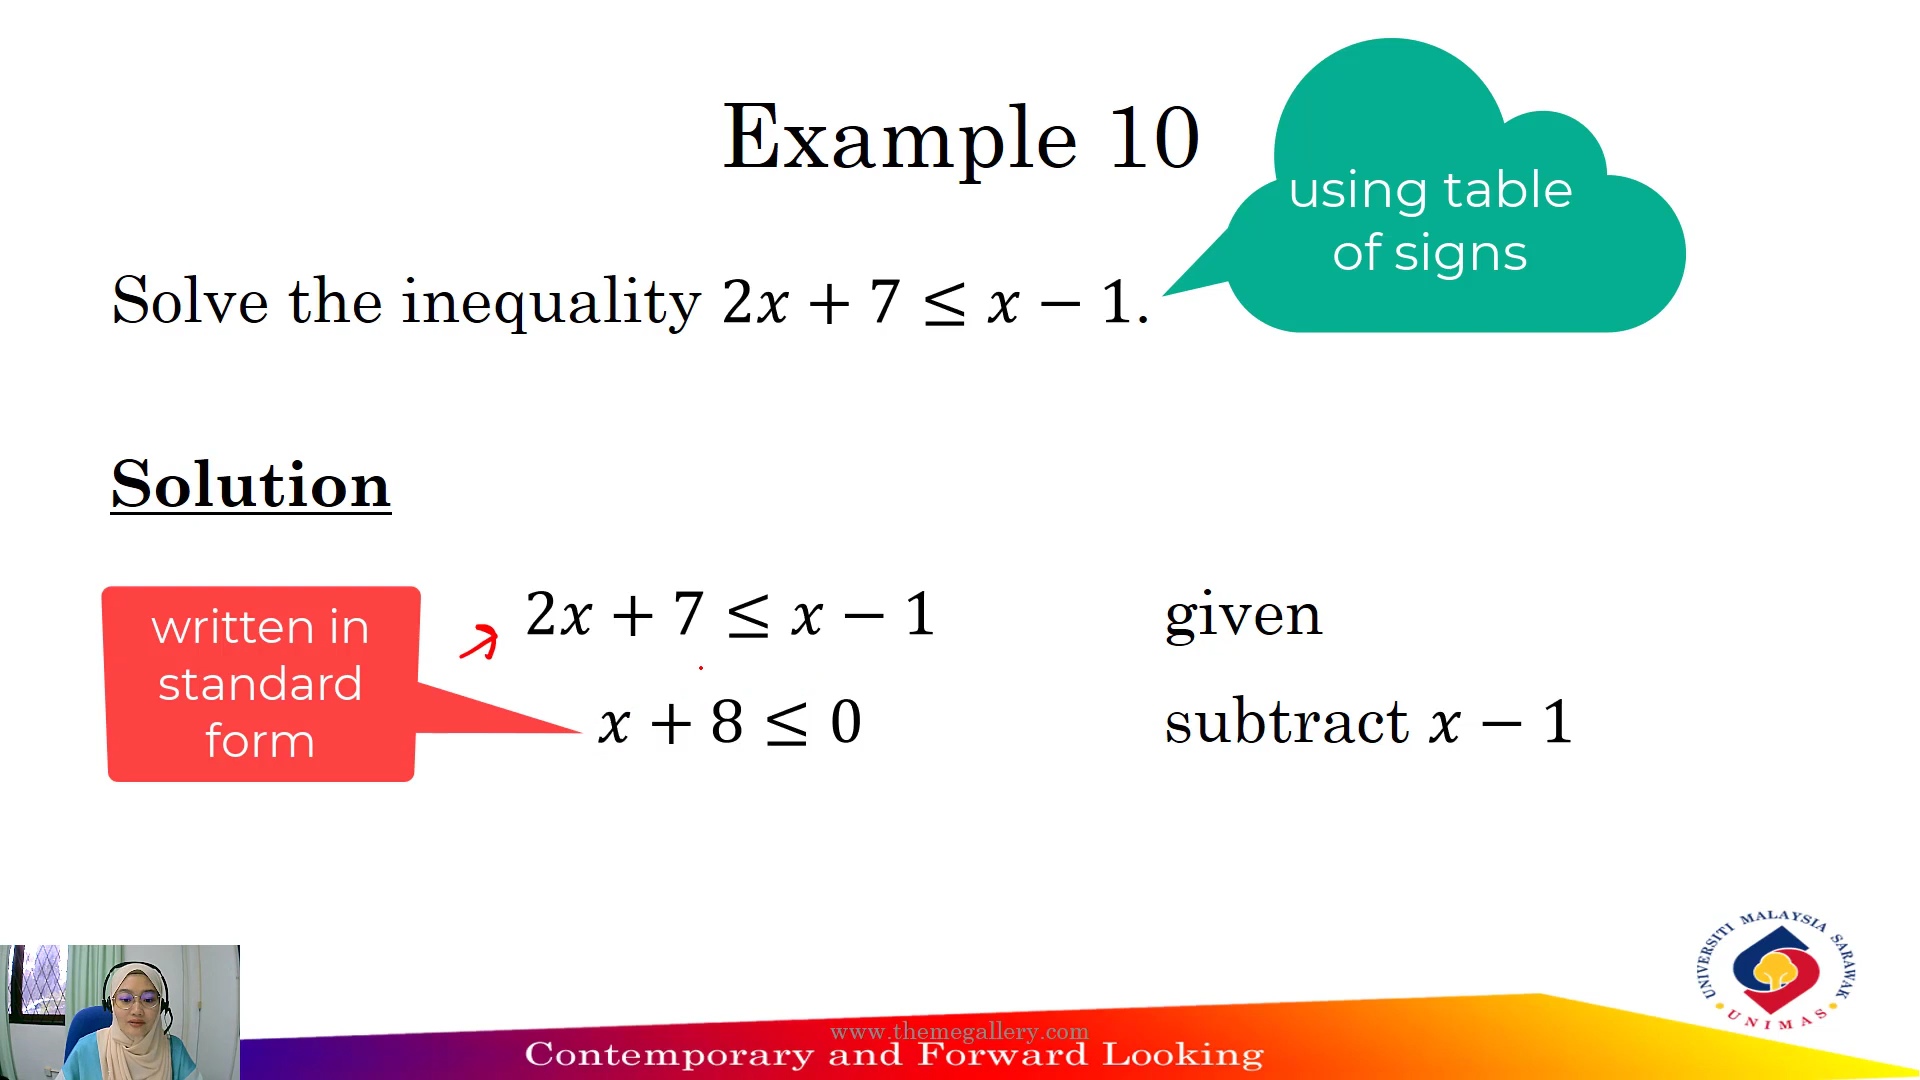 Example 10
using table
of signs
Solve the inequality 2x + 7 ≤ x − 1.
Solution
written in
standard
form
2x + 7 ≤ x − 1 given
x + 8 ≤ 0 subtract x − 1
UNIVERSITI MALAYSIA SARAWAK
UNIMAS
www.themegallery.com
Contemporary and Forward Looking